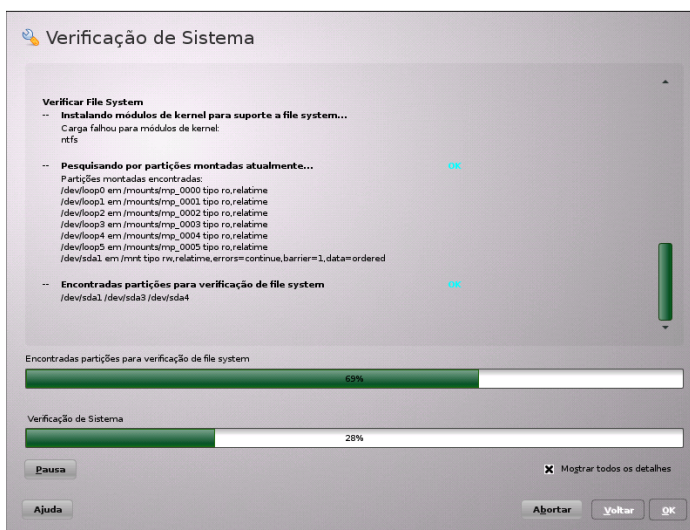 Verificação de Sistema
Verificar File System
-- Instalando módulos de kernel para suporte a file system...
Carga falhou para módulos de kernel:
ntfs
-- Pesquisando por partições montadas atualmente... OK
Partições montadas encontradas:
/dev/loop0 em /mounts/mp_0000 tipo ro,relatime
/dev/loop1 em /mounts/mp_0001 tipo ro,relatime
/dev/loop2 em /mounts/mp_0002 tipo ro,relatime
/dev/loop3 em /mounts/mp_0003 tipo ro,relatime
/dev/loop4 em /mounts/mp_0004 tipo ro,relatime
/dev/loop5 em /mounts/mp_0005 tipo ro,relatime
/dev/sda1 em /mnt tipo rw,relatime,errors=continue,barrier=1,data=ordered
-- Encontradas partições para verificação de file system OK
/dev/sda1 /dev/sda3 /dev/sda4
Encontradas partições para verificação de file system
69%
Verificação de Sistema
28%
Pausa
Mostrar todos os detalhes
Ajuda
Abortar
Voltar
OK